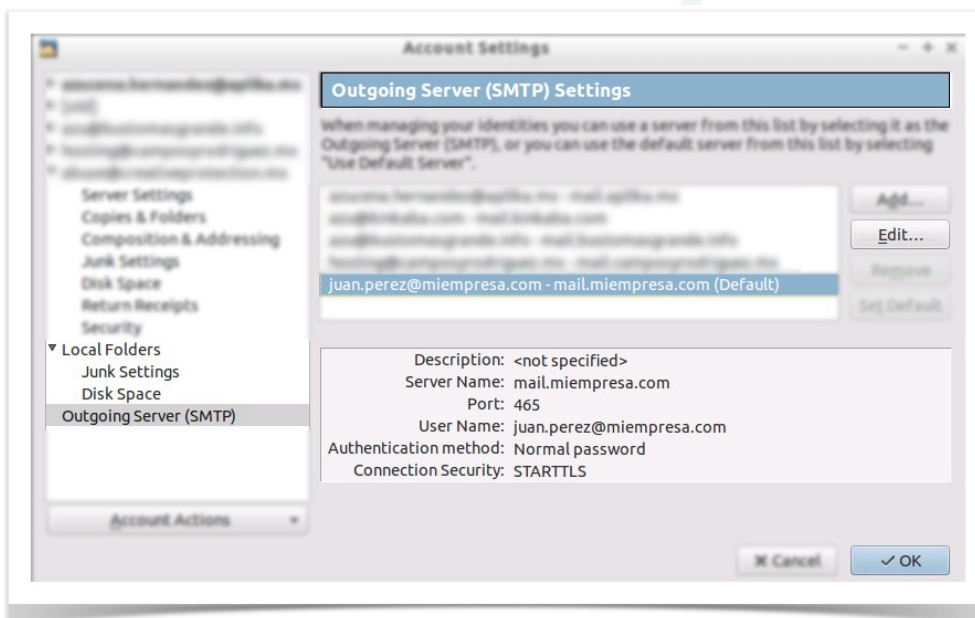 Account Settings
Outgoing Server (SMTP) Settings
When managing your identities you can use a server from this list by selecting it as the
Outgoing Server (SMTP), or you can use the default server from this list by selecting
"Use Default Server".
Server Settings
Copies & Folders
Composition & Addressing
Junk Settings
Disk Space
Return Receipts
Security
Local Folders
Junk Settings
Disk Space
Outgoing Server (SMTP)
Account Actions
juan.perez@miempresa.com - mail.miempresa.com (Default)
Add...
Edit...
Remove
Set Default
Description: <not specified>
Server Name: mail.miempresa.com
Port: 465
User Name: juan.perez@miempresa.com
Authentication method: Normal password
Connection Security: STARTTLS
Cancel
OK